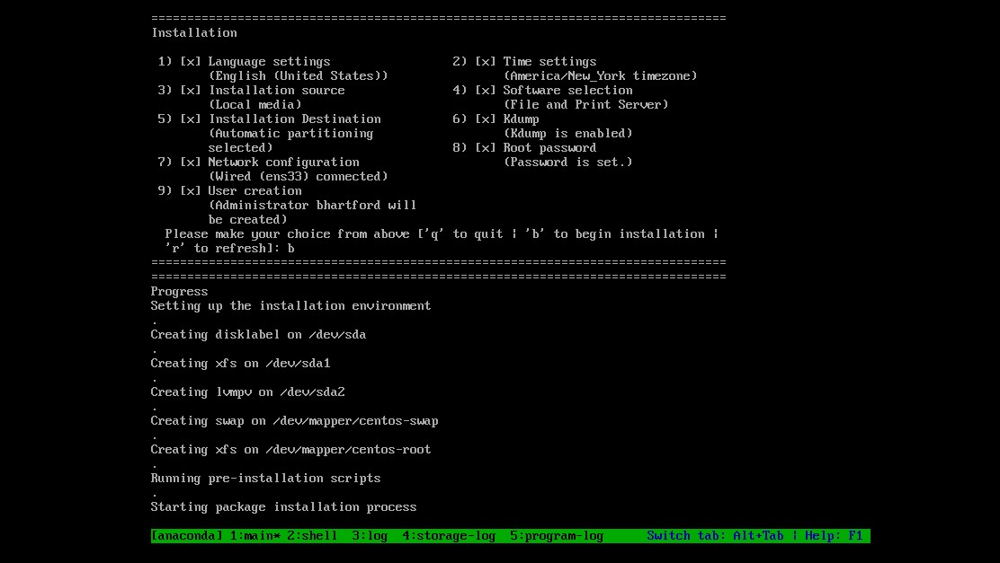 ================================================================================
Installation
1) [x] Language settings 2) [x] Time settings
(English (United States)) (America/New_York timezone)
3) [x] Installation source 4) [x] Software selection
(Local media) (File and Print Server)
5) [x] Installation Destination 6) [x] Kdump
(Automatic partitioning (Kdump is enabled)
selected) 8) [x] Root password
7) [x] Network configuration (Password is set.)
(Wired (ens33) connected)
9) [x] User creation
(Administrator bhartford will
be created)
Please make your choice from above ['q' to quit | 'b' to begin installation |
'r' to refresh]: b
================================================================================
================================================================================
Progress
Setting up the installation environment
.
Creating disklabel on /dev/sda
.
Creating xfs on /dev/sda1
.
Creating lvmpv on /dev/sda2
.
Creating swap on /dev/mapper/centos-swap
.
Creating xfs on /dev/mapper/centos-root
.
Running pre-installation scripts
.
Starting package installation process
[anaconda] 1:main* 2:shell 3:log 4:storage-log 5:program-log Switch tab: Alt+Tab | Help: F1